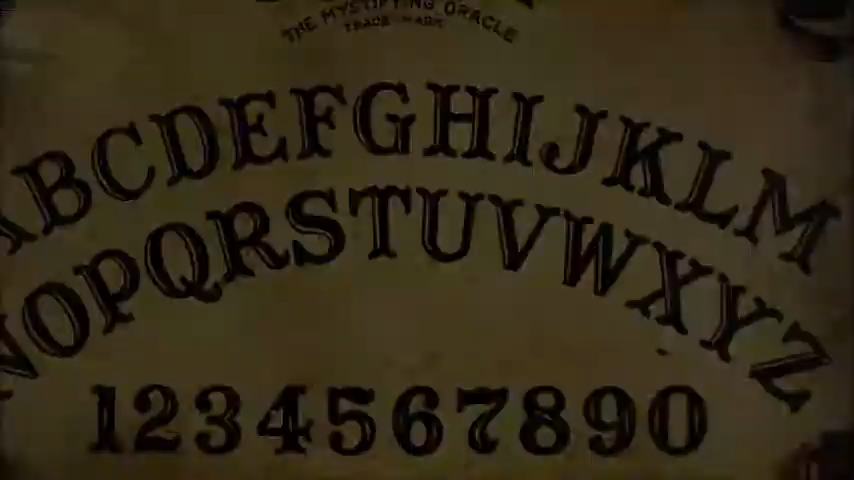 THE MYSTIFYING ORACLE
TRADE MARK
ABCDEFGHIJKLM
NOPQRSTUVWXYZ
1234567890